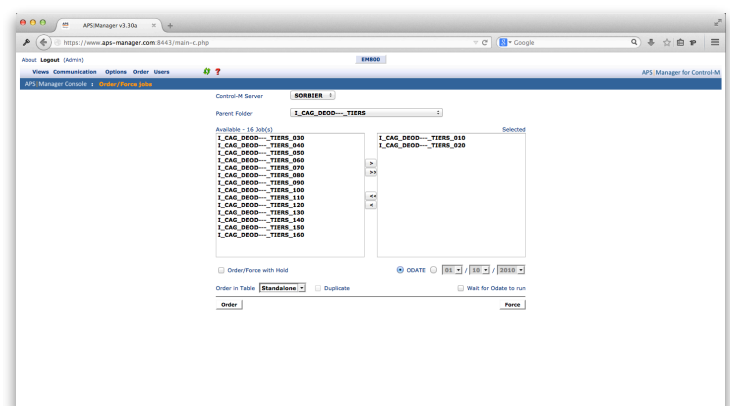 APS|Manager v3.30a × +
https://www.aps-manager.com:8443/main-c.php Google
About Logout (Admin) EM800
Views Communication Options Order Users ? APS|Manager for Control-M
APS|Manager Console : Order/Force Jobs
Control-M Server SORBIER
Parent Folder I_CAG_DEOD---_TIERS
Available - 16 Job(s) Selected
I_CAG_DEOD---_TIERS_030 I_CAG_DEOD---_TIERS_010
I_CAG_DEOD---_TIERS_040 I_CAG_DEOD---_TIERS_020
I_CAG_DEOD---_TIERS_050
I_CAG_DEOD---_TIERS_060
I_CAG_DEOD---_TIERS_070 >
I_CAG_DEOD---_TIERS_080 >>
I_CAG_DEOD---_TIERS_090
I_CAG_DEOD---_TIERS_100
I_CAG_DEOD---_TIERS_110 <<
I_CAG_DEOD---_TIERS_120 <
I_CAG_DEOD---_TIERS_130
I_CAG_DEOD---_TIERS_140
I_CAG_DEOD---_TIERS_150
I_CAG_DEOD---_TIERS_160
Order/Force with Hold ODATE 01 / 10 / 2010
Order in Table Standalone Duplicate Wait for Odate to run
Order Force